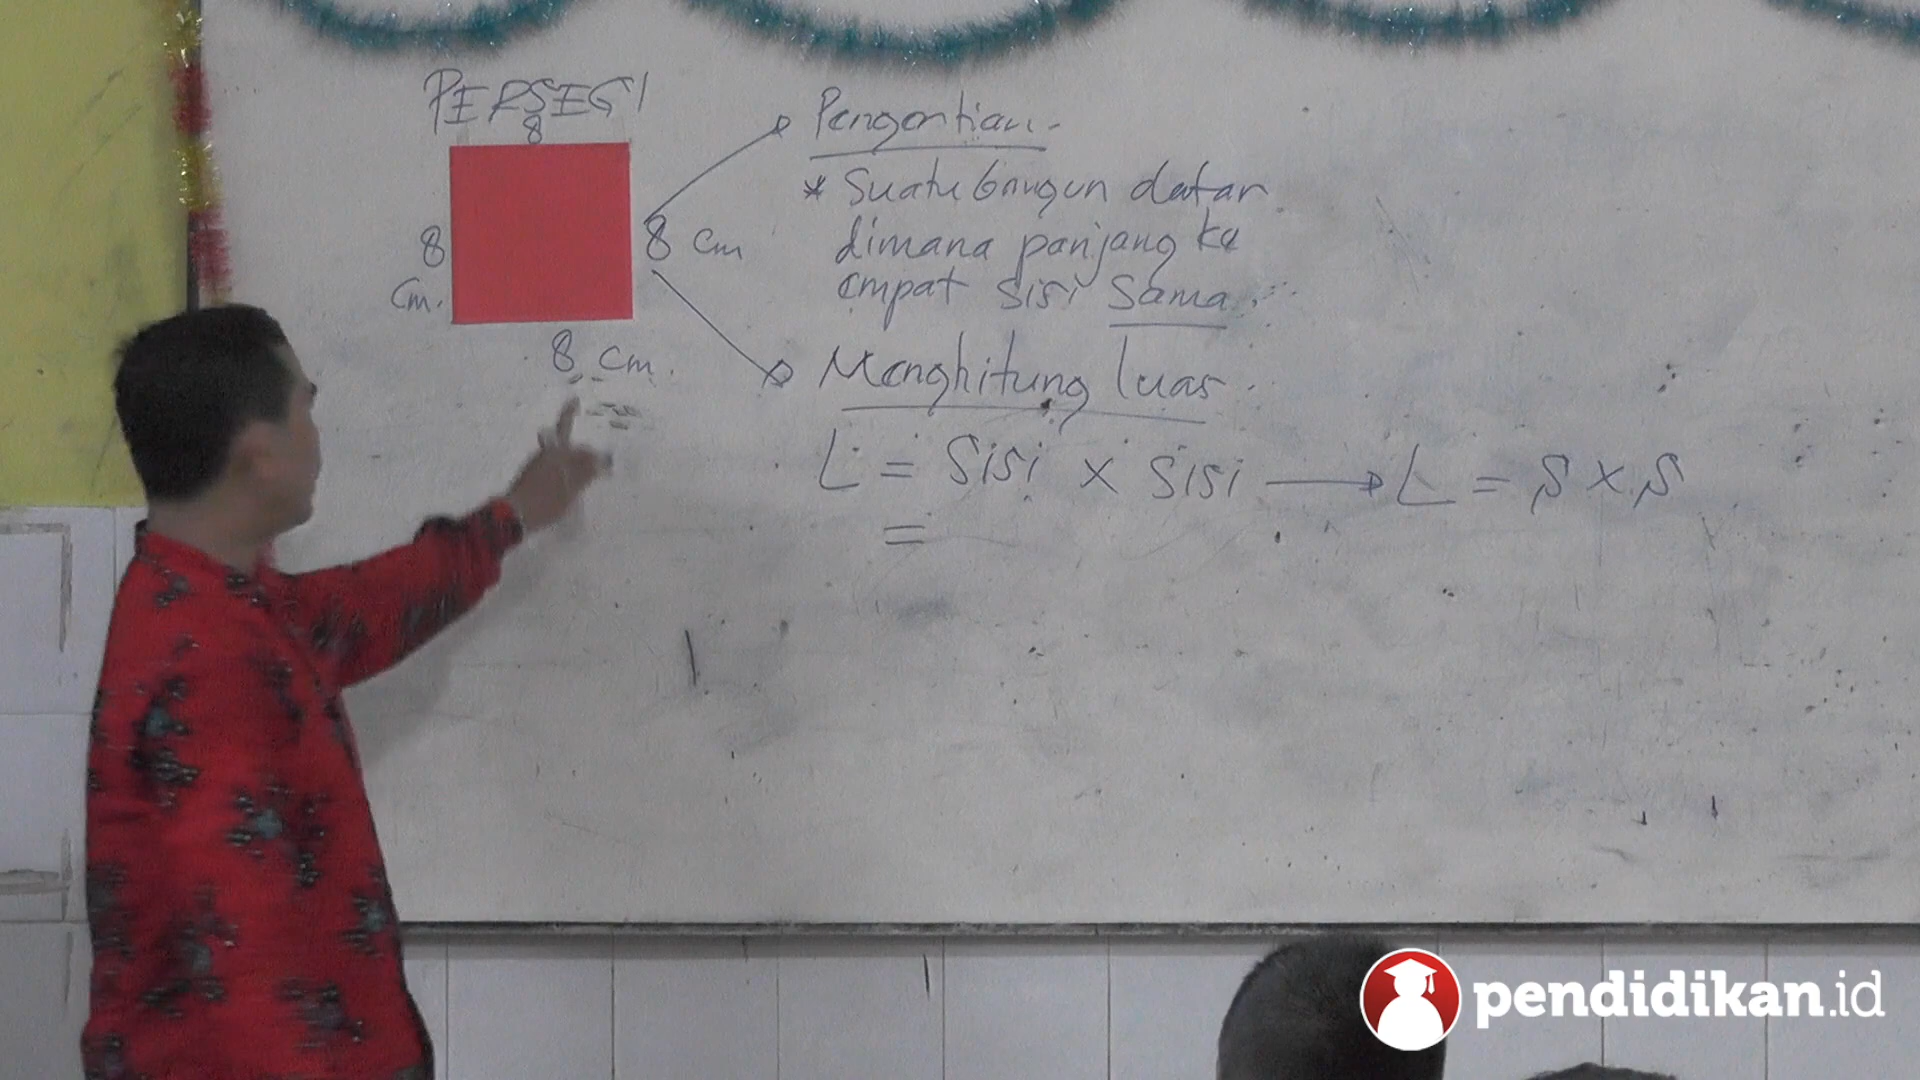 PERSEGI
8
8
cm.
8 cm
8 cm.
Pengertian
* Suatu bangun datar
dimana panjang ke
empat sisi sama.
Menghitung luas
L = Sisi × Sisi → L = S × S
=
pendidikan.id